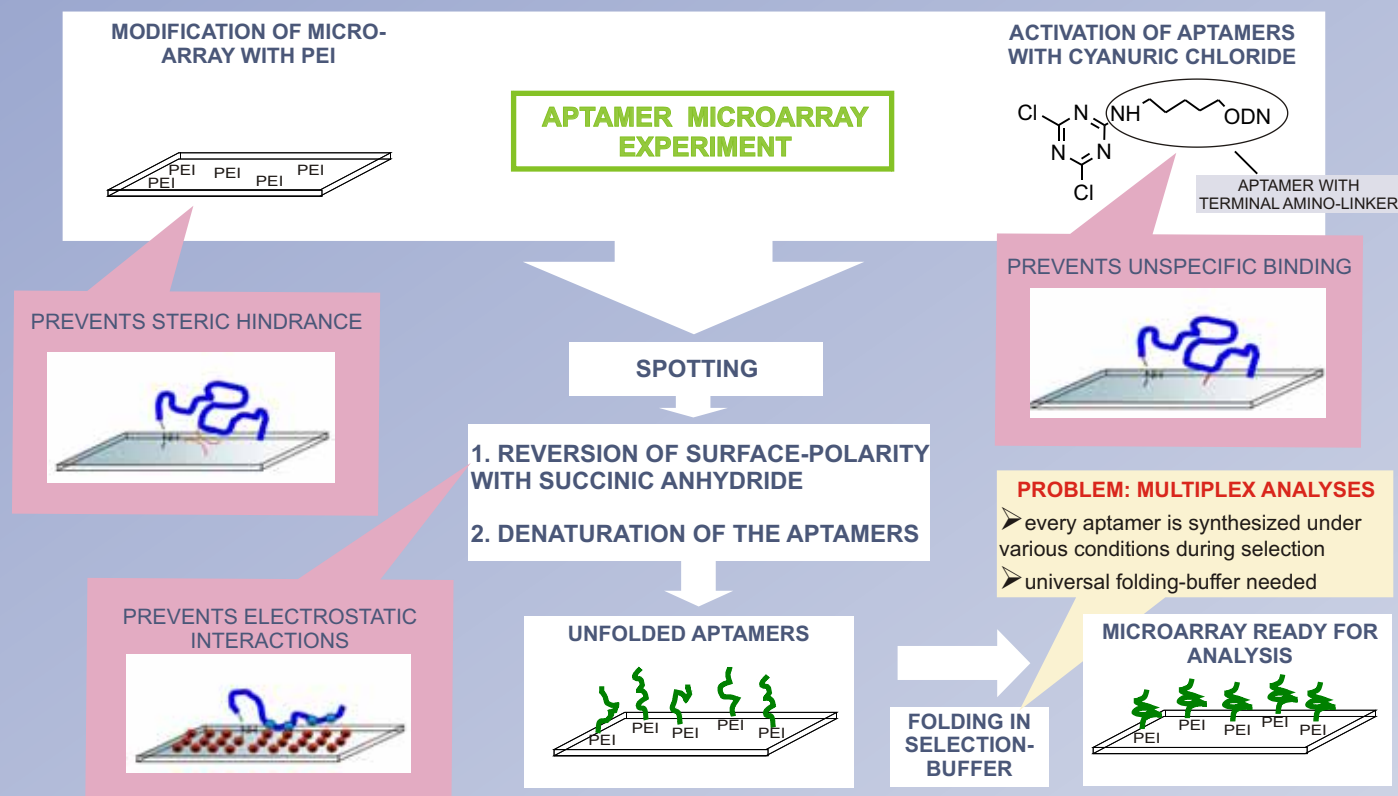 MODIFICATION OF MICRO-
ARRAY WITH PEI
PEI
PEI
PEI
PEI
PEI
APTAMER MICROARRAY
EXPERIMENT
ACTIVATION OF APTAMERS
WITH CYANURIC CHLORIDE
Cl
N
NH
ODN
N
N
Cl
APTAMER WITH
TERMINAL AMINO-LINKER
PREVENTS STERIC HINDRANCE
NH
PREVENTS UNSPECIFIC BINDING
NH
SPOTTING
1. REVERSION OF SURFACE-POLARITY
WITH SUCCINIC ANHYDRIDE
2. DENATURATION OF THE APTAMERS
PREVENTS ELECTROSTATIC
INTERACTIONS
NH
UNFOLDED APTAMERS
PEI
PEI
PEI
PEI
PEI
PROBLEM: MULTIPLEX ANALYSES
➢ every aptamer is synthesized under
various conditions during selection
➢ universal folding-buffer needed
FOLDING IN
SELECTION-
BUFFER
MICROARRAY READY FOR
ANALYSIS
PEI
PEI
PEI
PEI
PEI